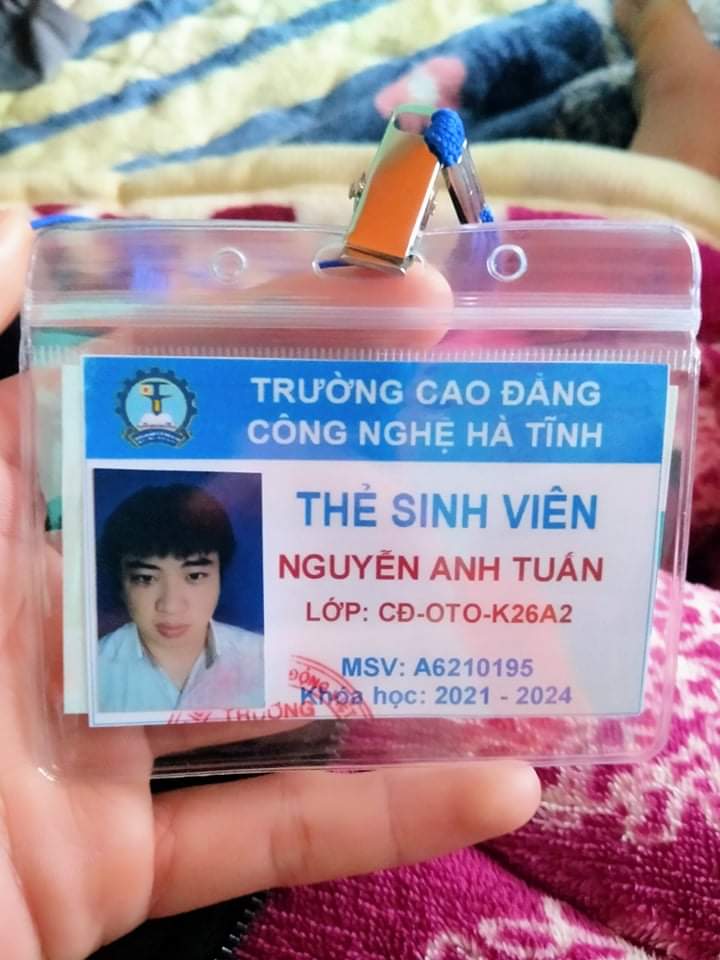 TRƯỜNG CAO ĐẲNG
CÔNG NGHỆ HÀ TĨNH
THẺ SINH VIÊN
NGUYỄN ANH TUẤN
LỚP: CĐ-OTO-K26A2
MSV: A6210195
Khóa học: 2021 - 2024
TRƯỜNG